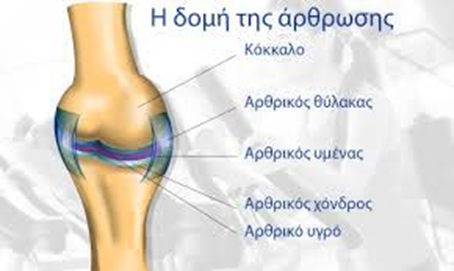 Η δομή της άρθρωσης
Κόκκαλο
Αρθρικός θύλακας
Αρθρικός υμένας
Αρθρικός χόνδρος
Αρθρικό υγρό